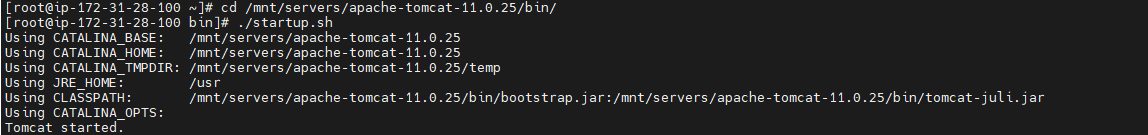 [root@ip-172-31-28-100 ~]# cd /mnt/servers/apache-tomcat-11.0.25/bin/
[root@ip-172-31-28-100 bin]# ./startup.sh
Using CATALINA_BASE:   /mnt/servers/apache-tomcat-11.0.25
Using CATALINA_HOME:   /mnt/servers/apache-tomcat-11.0.25
Using CATALINA_TMPDIR: /mnt/servers/apache-tomcat-11.0.25/temp
Using JRE_HOME:        /usr
Using CLASSPATH:       /mnt/servers/apache-tomcat-11.0.25/bin/bootstrap.jar:/mnt/servers/apache-tomcat-11.0.25/bin/tomcat-juli.jar
Using CATALINA_OPTS:
Tomcat started.